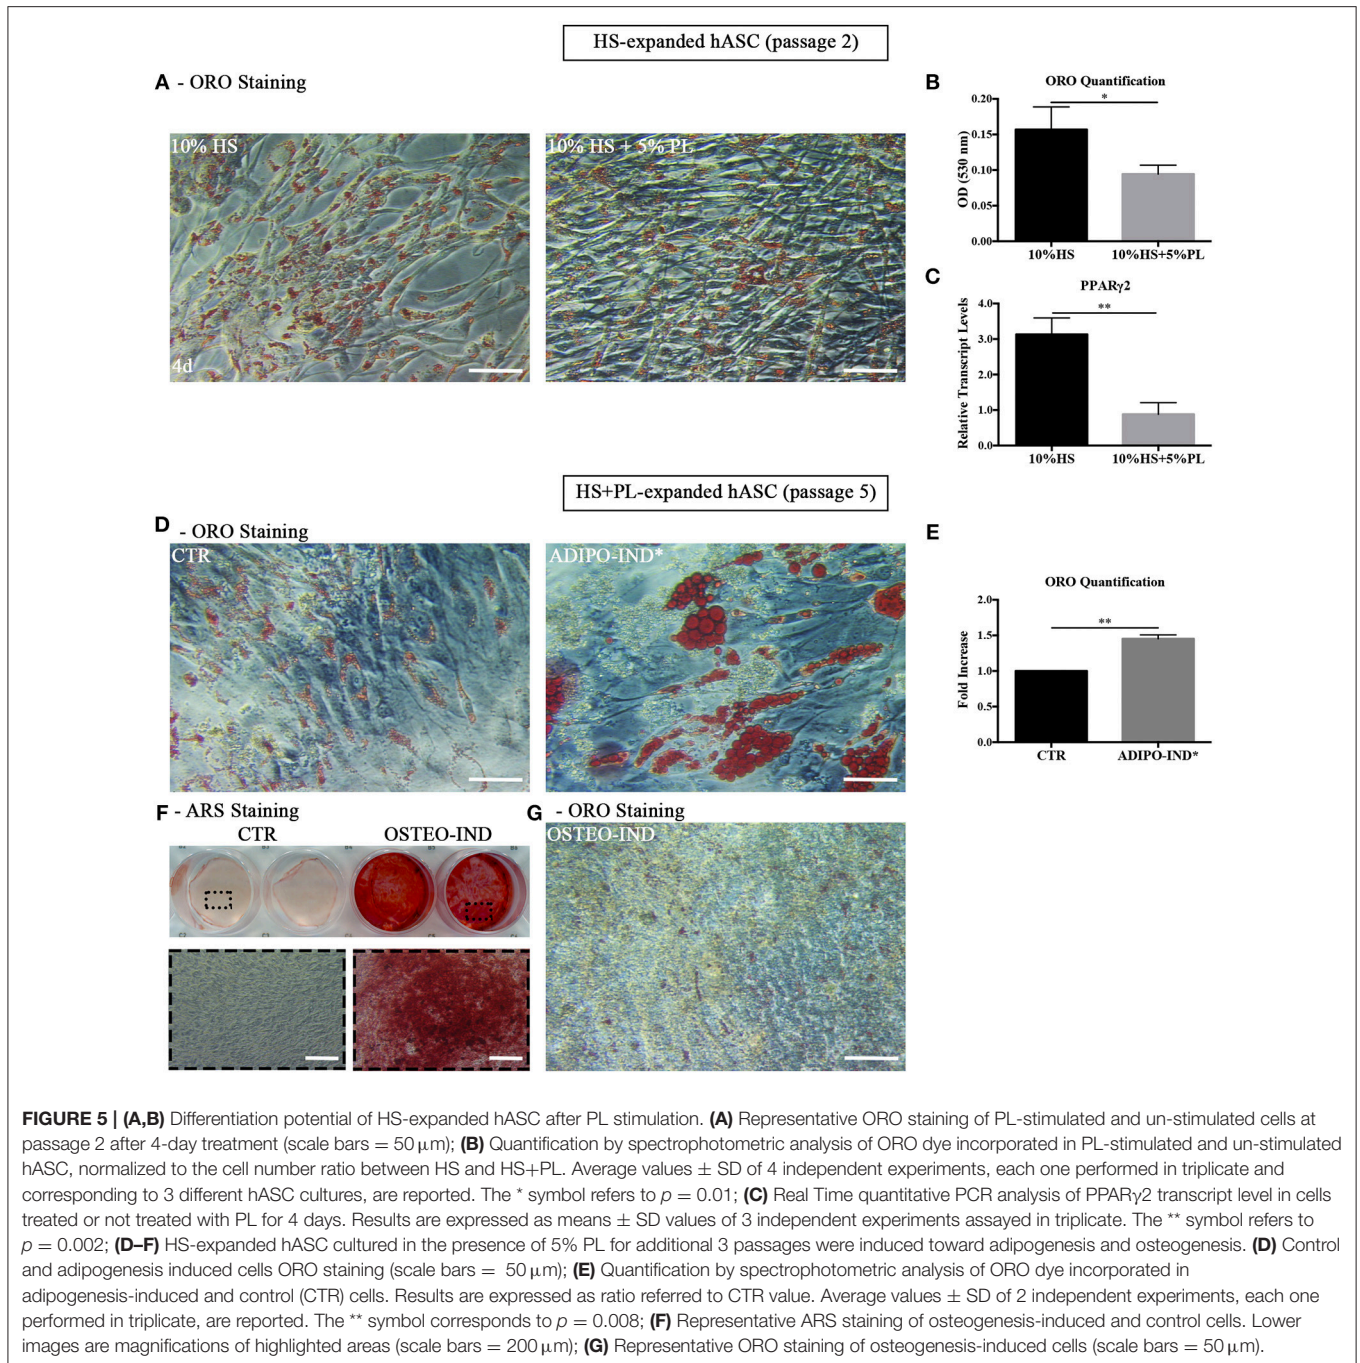 HS-expanded hASC (passage 2)
A - ORO Staining
10% HS
4d
10% HS + 5% PL
B
ORO Quantification
*
0.20
0.15
0.10
0.05
0.00
OD (530 nm)
10%HS
10%HS+5%PL
C
PPARγ2
**
4.0
3.0
2.0
1.0
0.0
Relative Transcript Levels
10%HS
10%HS+5%PL
HS+PL-expanded hASC (passage 5)
D - ORO Staining
CTR
ADIPO-IND*
E
ORO Quantification
**
2.0
1.5
1.0
0.5
0.0
Fold Increase
CTR
ADIPO-IND*
F - ARS Staining
CTR
OSTEO-IND
G - ORO Staining
OSTEO-IND
FIGURE 5 | (A,B) Differentiation potential of HS-expanded hASC after PL stimulation. (A) Representative ORO staining of PL-stimulated and un-stimulated cells at
passage 2 after 4-day treatment (scale bars = 50 μm); (B) Quantification by spectrophotometric analysis of ORO dye incorporated in PL-stimulated and un-stimulated
hASC, normalized to the cell number ratio between HS and HS+PL. Average values ± SD of 4 independent experiments, each one performed in triplicate and
corresponding to 3 different hASC cultures, are reported. The * symbol refers to p = 0.01; (C) Real Time quantitative PCR analysis of PPARγ2 transcript level in cells
treated or not treated with PL for 4 days. Results are expressed as means ± SD values of 3 independent experiments assayed in triplicate. The ** symbol refers to
p = 0.002; (D–F) HS-expanded hASC cultured in the presence of 5% PL for additional 3 passages were induced toward adipogenesis and osteogenesis. (D) Control
and adipogenesis induced cells ORO staining (scale bars = 50 μm); (E) Quantification by spectrophotometric analysis of ORO dye incorporated in
adipogenesis-induced and control (CTR) cells. Results are expressed as ratio referred to CTR value. Average values ± SD of 2 independent experiments, each one
performed in triplicate, are reported. The ** symbol corresponds to p = 0.008; (F) Representative ARS staining of osteogenesis-induced and control cells. Lower
images are magnifications of highlighted areas (scale bars = 200 μm); (G) Representative ORO staining of osteogenesis-induced cells (scale bars = 50 μm).